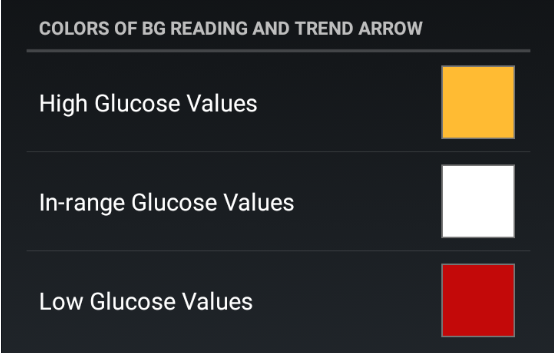 COLORS OF BG READING AND TREND ARROW
High Glucose Values
In-range Glucose Values
Low Glucose Values